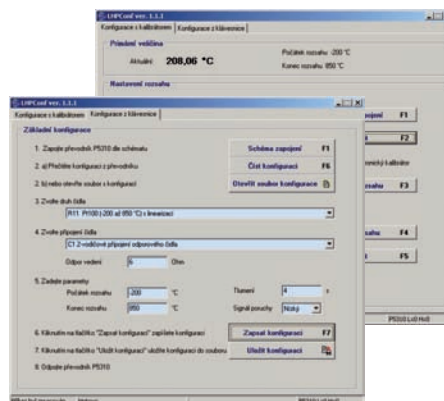 LHPConf ver. 1.1.1
Konfigurace s kalibrátorem Konfigurace z klávesnice
Primární veličina
Aktuální 208,06 °C
Počátek rozsahu -200 °C
Konec rozsahu 850 °C
Nastavení rozsahu
F1
F2
F3
F4
F5
P5310 L=0 H=0
LHPConf ver. 1.1.1
Konfigurace s kalibrátorem Konfigurace z klávesnice
Základní konfigurace
1. Zapojte převodník P5310 dle schématu
Schéma zapojení F1
2. a) Přečtěte konfiguraci z převodníku
Číst konfiguraci F6
2. b) nebo otevřte soubor s konfigurací
Otevřít soubor konfigurace
3. Zvolte druh čidla
R11 Pt100 (-200 až 850 °C) s linearizací
4. Zvolte připojení čidla
C1 2-vodičové připojení odporového čidla
Odpor vedení 6 Ohm
5. Zadejte parametry
Počátek rozsahu -200 °C Tlumení 4 s
Konec rozsahu 850 °C Signál poruchy Nízký
6. Kliknutím na tlačítko "Zapsat konfiguraci" zapíšete konfiguraci
Zapsat konfiguraci F7
7. Kliknutím na tlačítko "Uložit konfiguraci" uložíte konfiguraci do souboru
Uložit konfiguraci
8. Odpojte převodník P5310